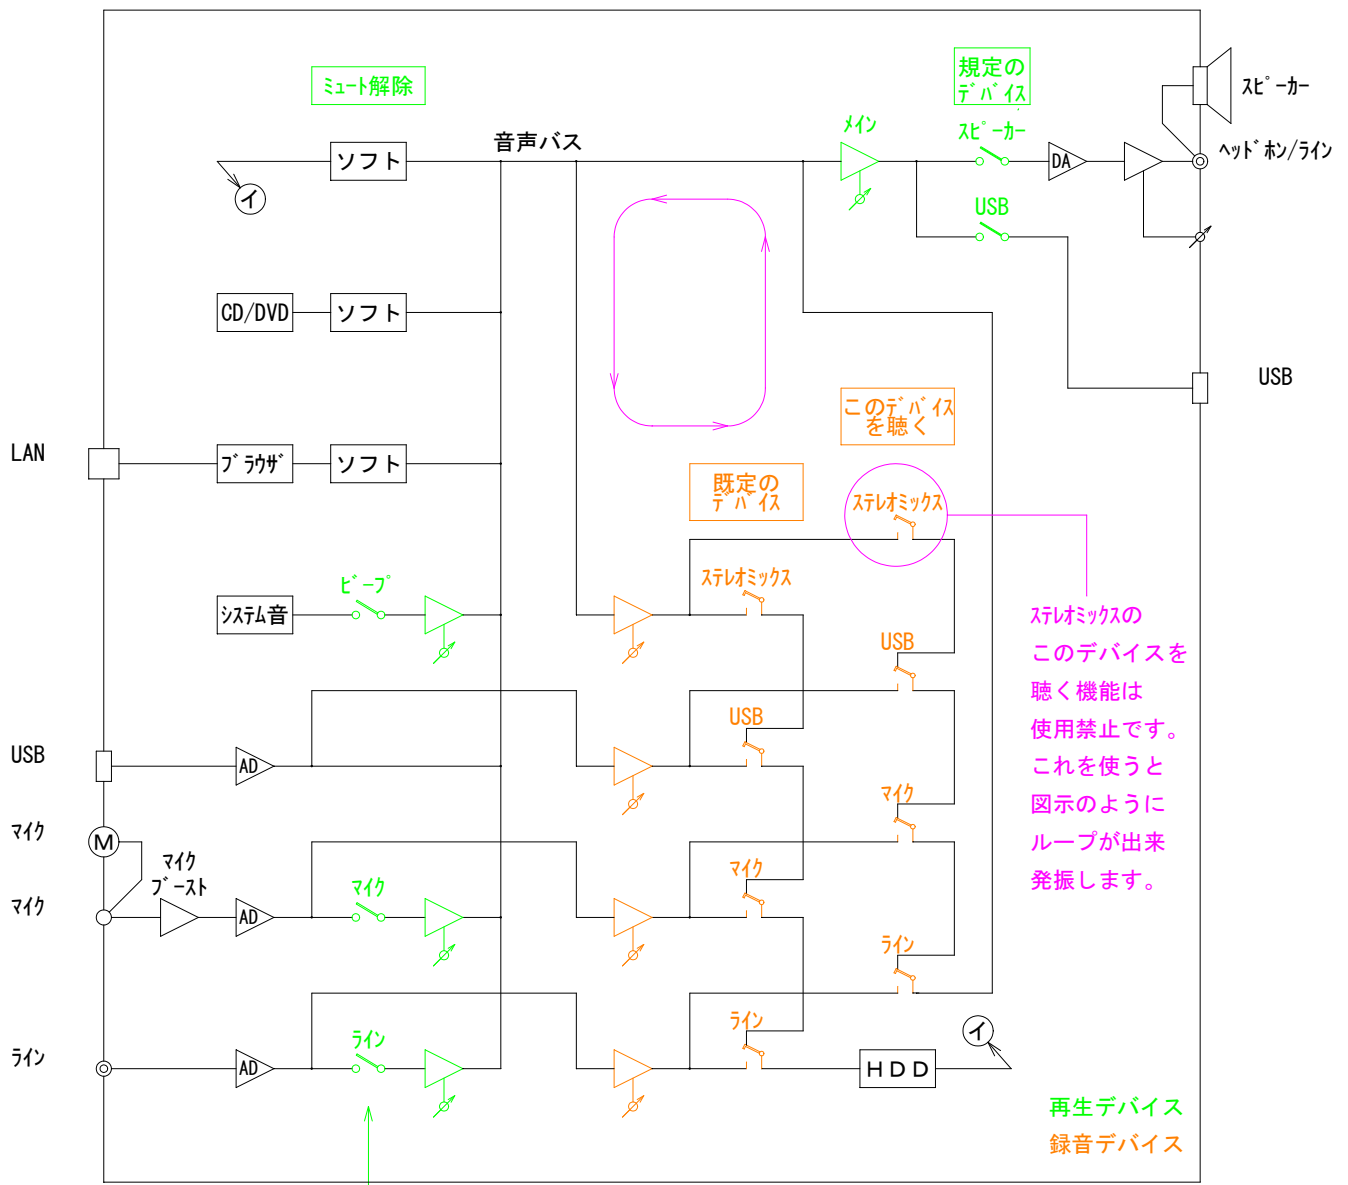 規定の
デバイス
ミュート解除
スピーカー
メイン
スピーカー
音声バス
ソフト
DA
ヘッドホン/ライン
イ
USB
CD/DVD
ソフト
USB
このデバイス
を聴く
LAN
ブラウザ
ソフト
既定の
デバイス
ステレオミックス
ビープ
ステレオミックス
システム音
ステレオミックスの
このデバイスを
聴く機能は
使用禁止です。
これを使うと
図示のように
ループが出来
発振します。
USB
USB
USB
AD
マイク
マイク
M
マイク
ブースト
マイク
マイク
マイク
AD
ライン
ライン
ライン
イ
ライン
AD
HDD
再生デバイス
録音デバイス